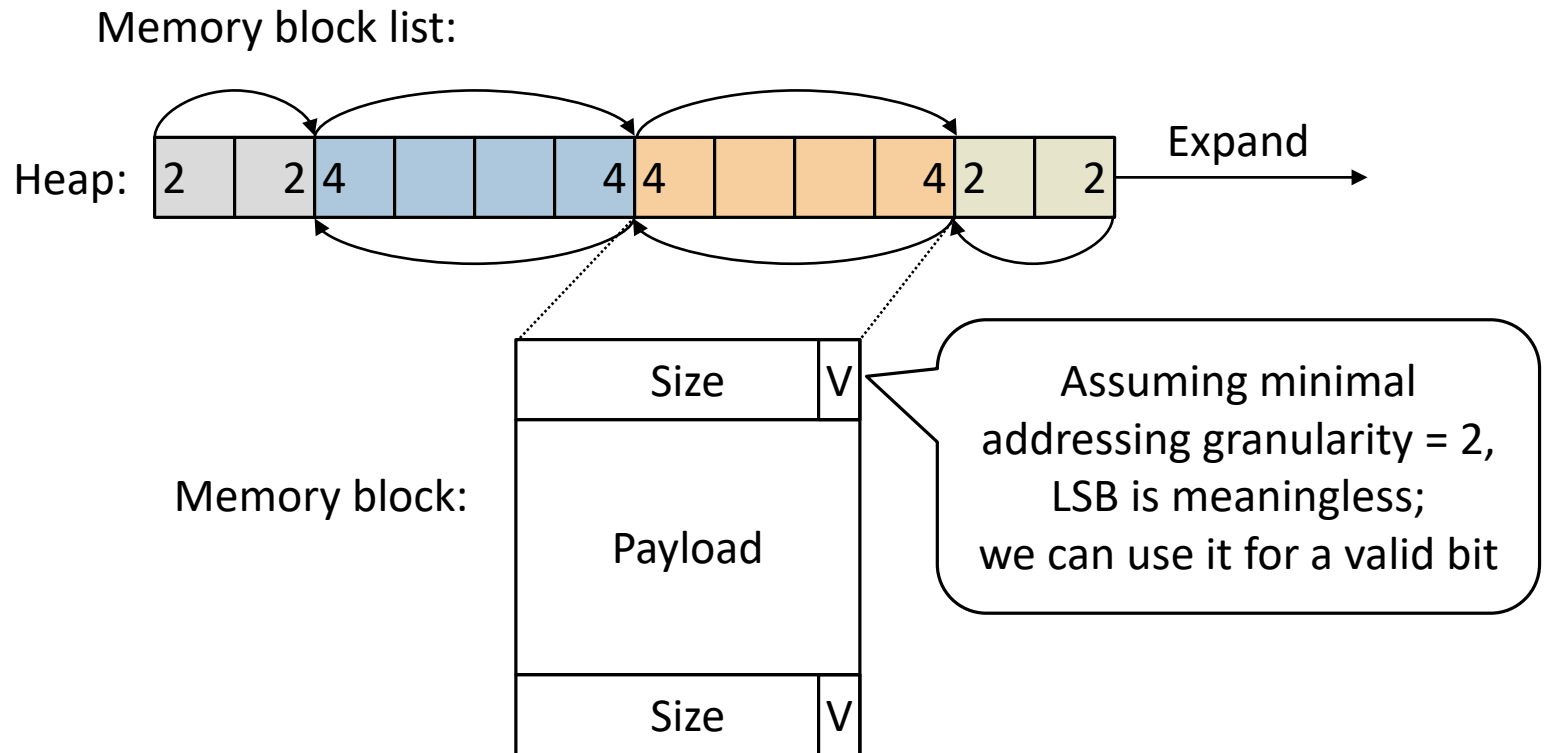 Memory block list:
Expand
Heap: 2 2 4 4 4 4 2 2
Size V
Assuming minimal
addressing granularity = 2,
LSB is meaningless;
we can use it for a valid bit
Memory block:
Payload
Size V